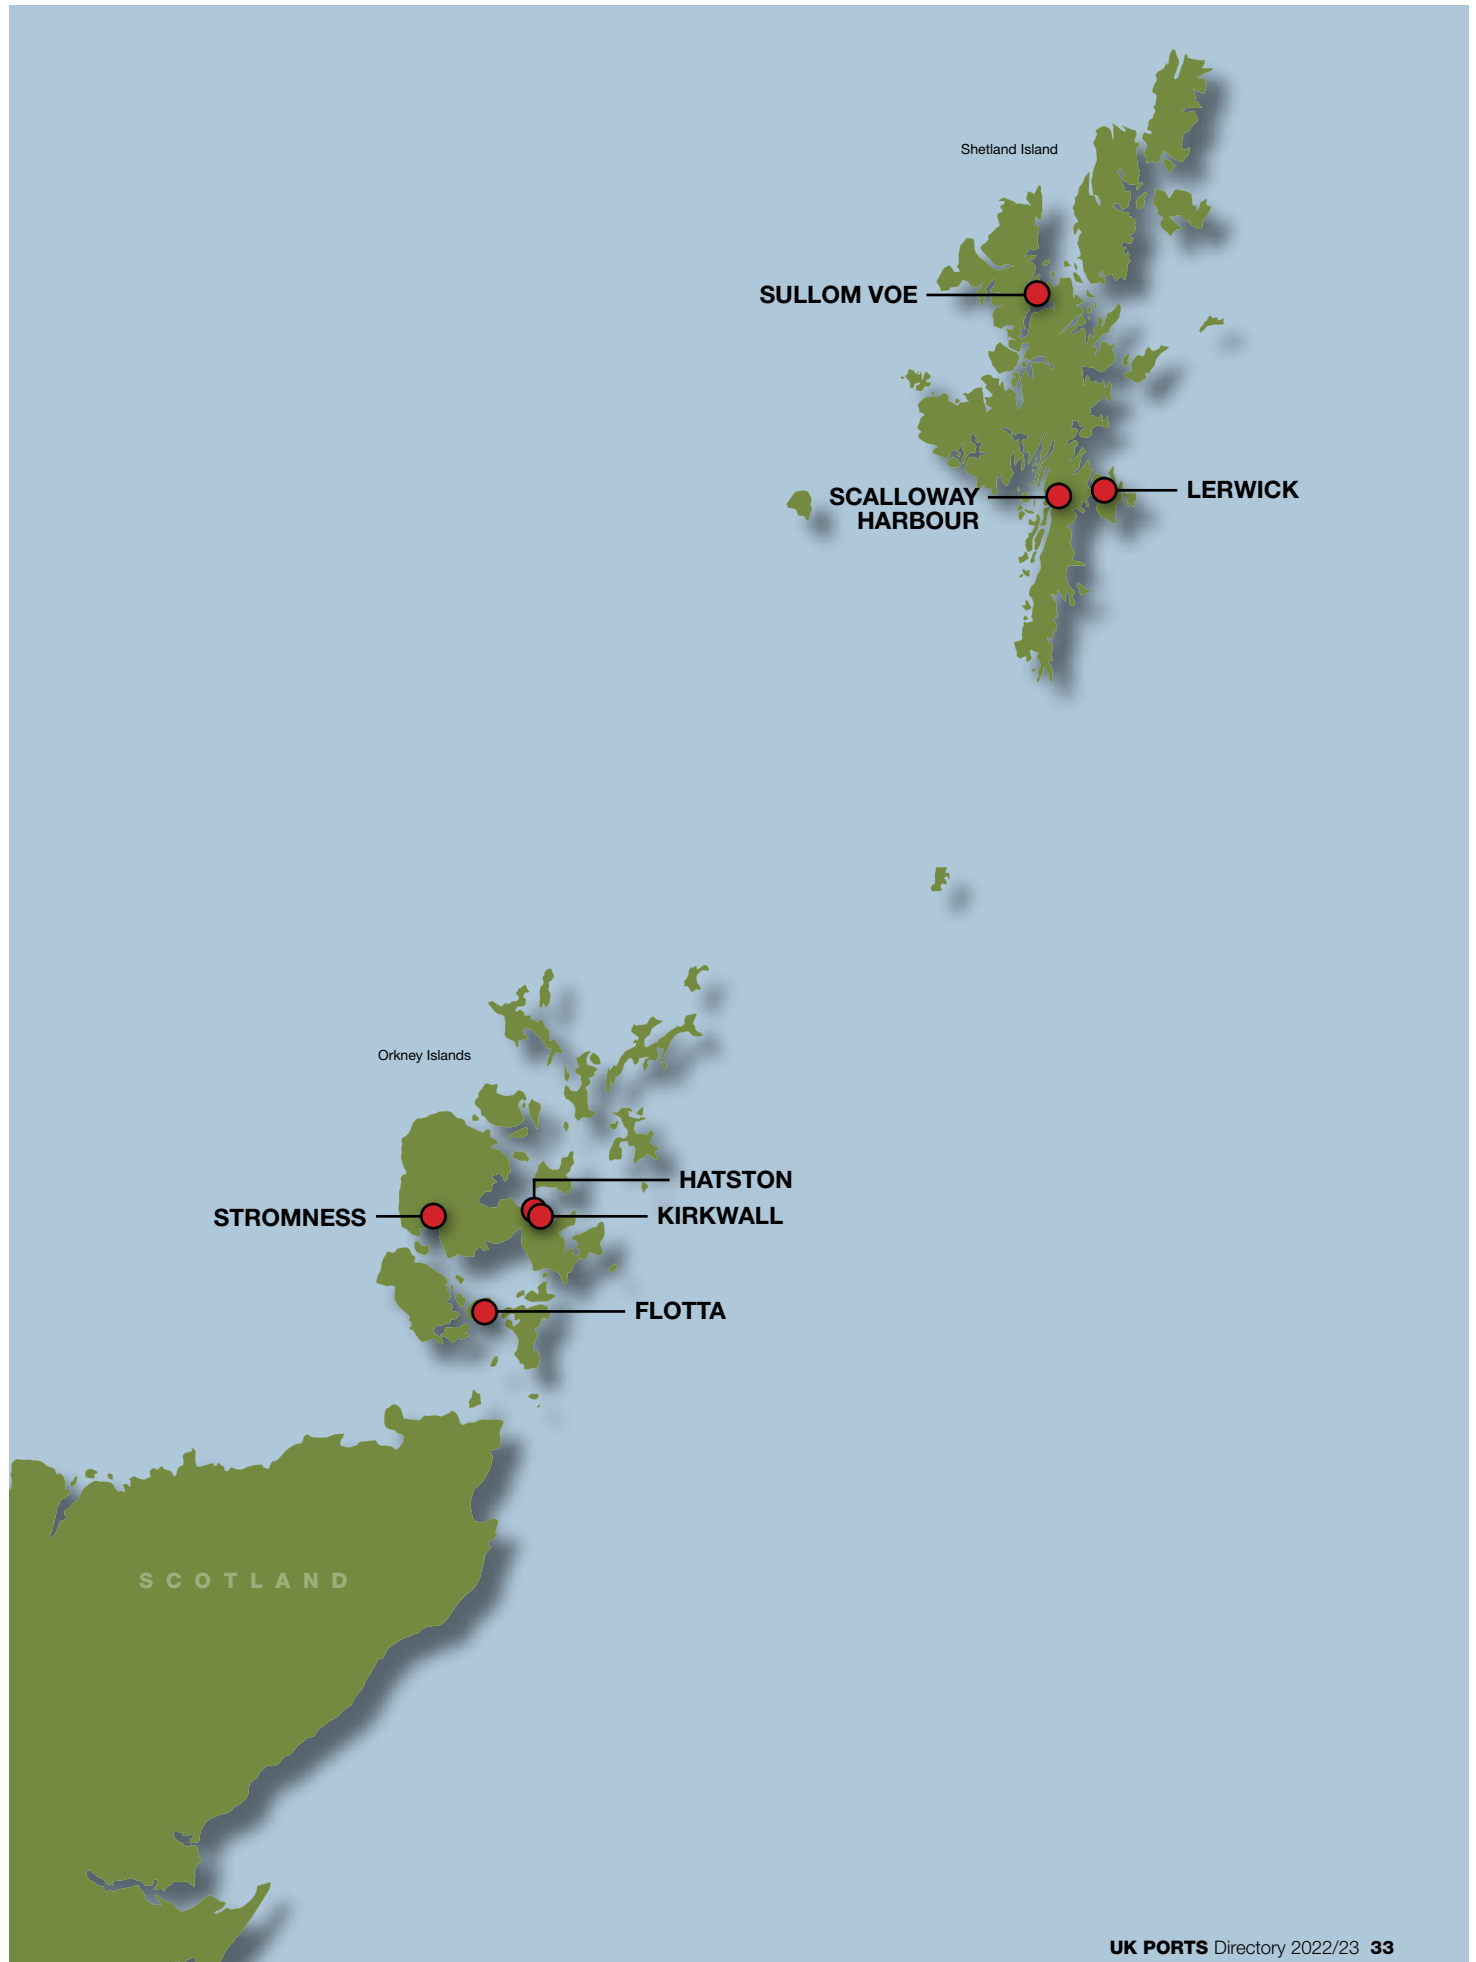 Shetland Island
SULLOM VOE
SCALLOWAY
HARBOUR
LERWICK
Orkney Islands
HATSTON
STROMNESS
KIRKWALL
FLOTTA
SCOTLAND
UK PORTS Directory 2022/23 33